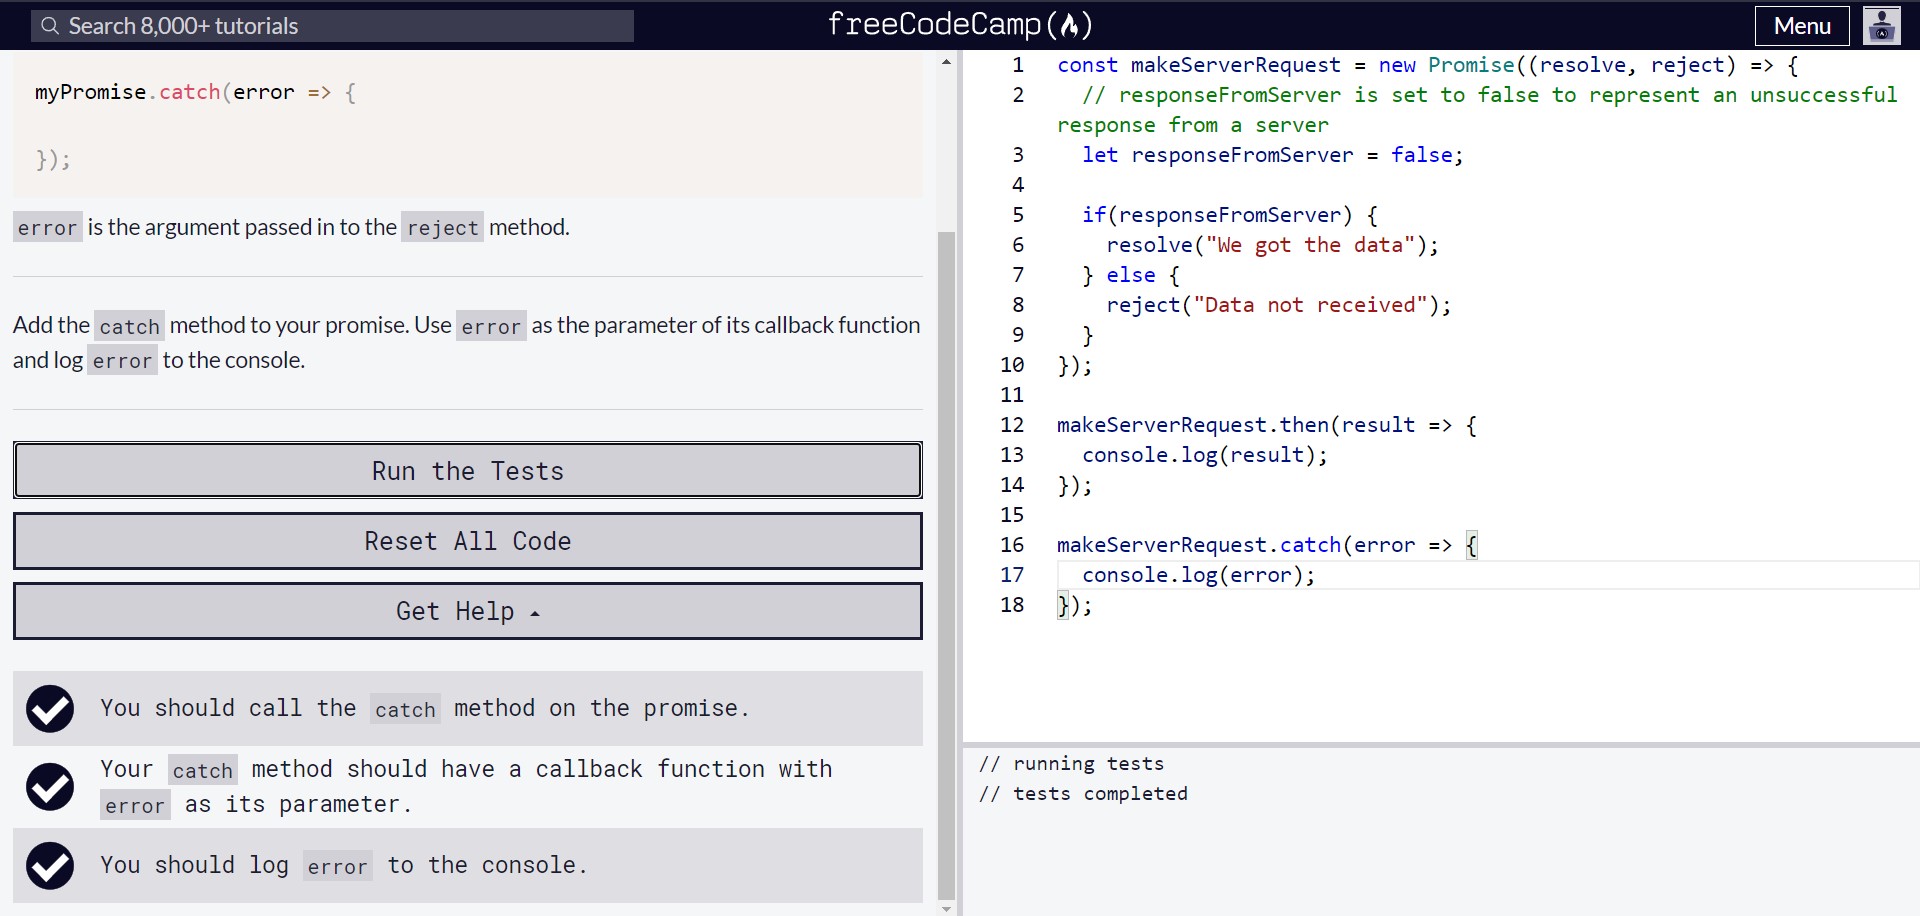 Search 8,000+ tutorials
freeCodeCamp(🔥)
Menu
myPromise.catch(error => {
});
error is the argument passed in to the reject method.
Add the catch method to your promise. Use error as the parameter of its callback function
and log error to the console.
Run the Tests
Reset All Code
Get Help
You should call the catch method on the promise.
Your catch method should have a callback function with
error as its parameter.
You should log error to the console.
1 const makeServerRequest = new Promise((resolve, reject) => {
2   // responseFromServer is set to false to represent an unsuccessful
response from a server
3   let responseFromServer = false;
4
5   if(responseFromServer) {
6     resolve("We got the data");
7   } else {
8     reject("Data not received");
9   }
10 });
11
12 makeServerRequest.then(result => {
13   console.log(result);
14 });
15
16 makeServerRequest.catch(error => {
17   console.log(error);
18 });
// running tests
// tests completed